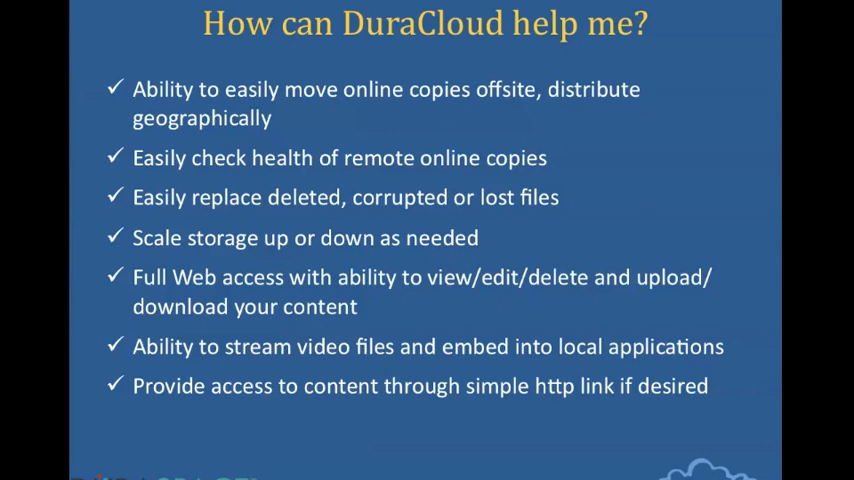 How can DuraCloud help me?
✓ Ability to easily move online copies offsite, distribute
geographically
✓ Easily check health of remote online copies
✓ Easily replace deleted, corrupted or lost files
✓ Scale storage up or down as needed
✓ Full Web access with ability to view/edit/delete and upload/
download your content
✓ Ability to stream video files and embed into local applications
✓ Provide access to content through simple http link if desired